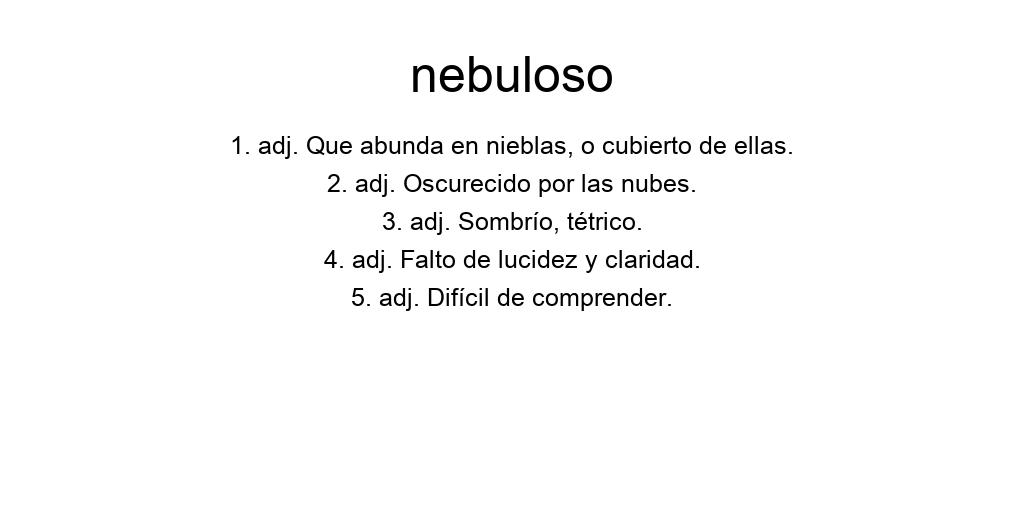 nebuloso
1. adj. Que abunda en nieblas, o cubierto de ellas.
2. adj. Oscurecido por las nubes.
3. adj. Sombrío, tétrico.
4. adj. Falto de lucidez y claridad.
5. adj. Difícil de comprender.